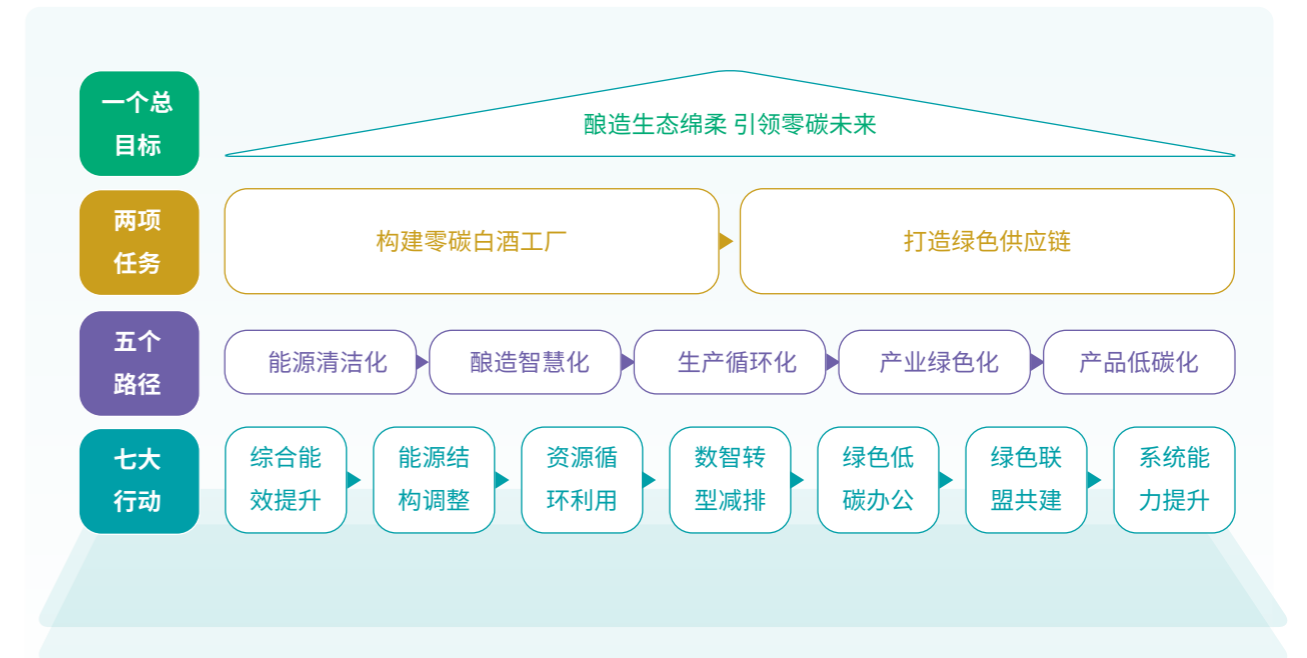 一个总
目标
酿造生态绵柔 引领零碳未来
两项
任务
构建零碳白酒工厂
打造绿色供应链
五个
路径
能源清洁化
酿造智慧化
生产循环化
产业绿色化
产品低碳化
七大
行动
综合能
效提升
能源结
构调整
资源循
环利用
数智转
型减排
绿色低
碳办公
绿色联
盟共建
系统能
力提升